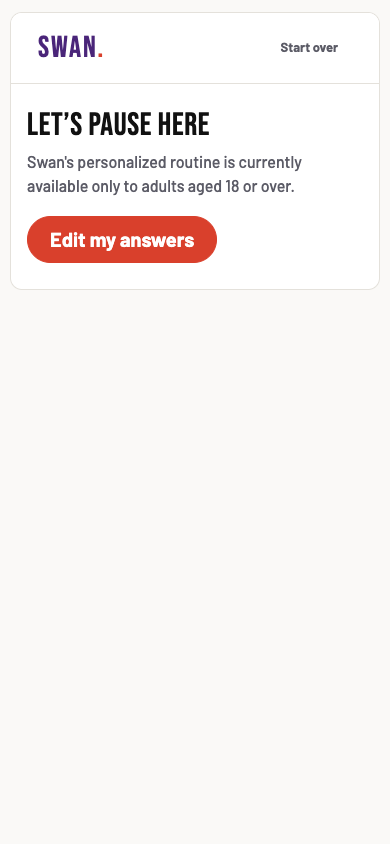 SWAN.
Start over
LET’S PAUSE HERE
Swan's personalized routine is currently
available only to adults aged 18 or over.
Edit my answers